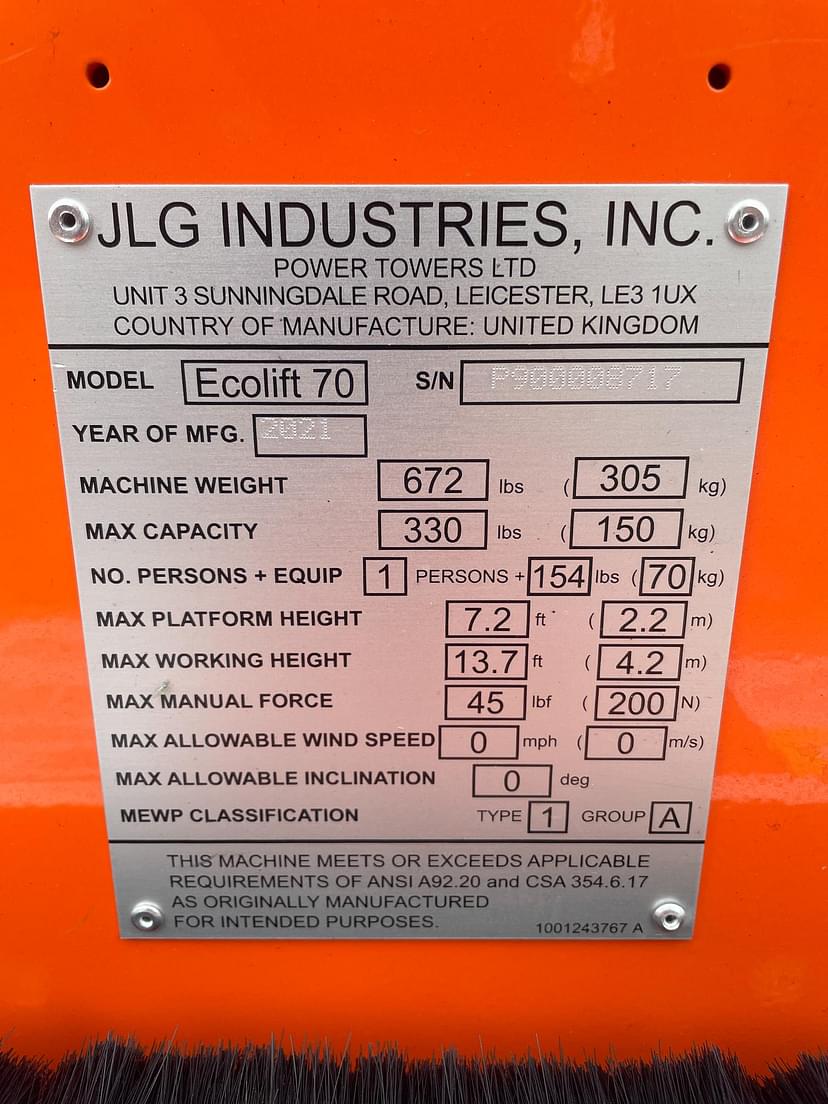 JLG INDUSTRIES, INC.
POWER TOWERS LTD
UNIT 3 SUNNINGDALE ROAD, LEICESTER, LE3 1UX
COUNTRY OF MANUFACTURE: UNITED KINGDOM
MODEL Ecolift 70 S/N P900008717
YEAR OF MFG. 2021
MACHINE WEIGHT 672 lbs (305 kg)
MAX CAPACITY 330 lbs (150 kg)
NO. PERSONS + EQUIP 1 PERSONS + 154 lbs (70 kg)
MAX PLATFORM HEIGHT 7.2 ft (2.2 m)
MAX WORKING HEIGHT 13.7 ft (4.2 m)
MAX MANUAL FORCE 45 lbf (200 N)
MAX ALLOWABLE WIND SPEED 0 mph (0 m/s)
MAX ALLOWABLE INCLINATION 0 deg
MEWP CLASSIFICATION TYPE 1 GROUP A
THIS MACHINE MEETS OR EXCEEDS APPLICABLE
REQUIREMENTS OF ANSI A92.20 and CSA 354.6.17
AS ORIGINALLY MANUFACTURED
FOR INTENDED PURPOSES.
1001243767 A